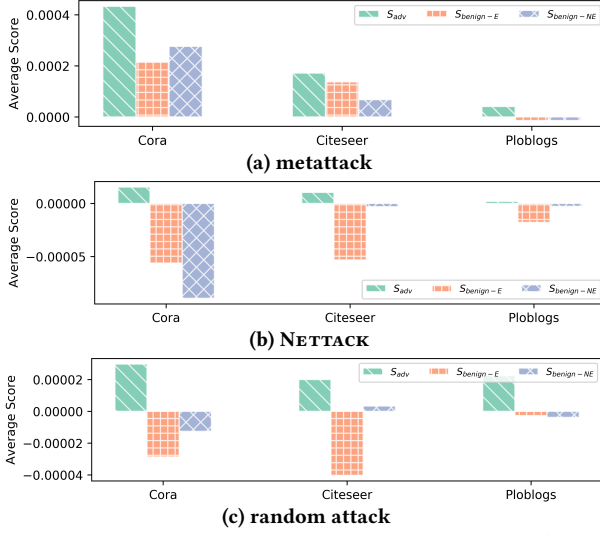 S_adv S_benign−E S_benign−NE
0.0004
0.0002
0.0000
Average Score
Cora Citeseer Ploblogs
(a) metattack
0.00000
−0.00005
Average Score
S_adv S_benign−E S_benign−NE
Cora Citeseer Ploblogs
(b) NETTACK
S_adv S_benign−E S_benign−NE
0.00002
0.00000
−0.00002
−0.00004
Average Score
Cora Citeseer Ploblogs
(c) random attack